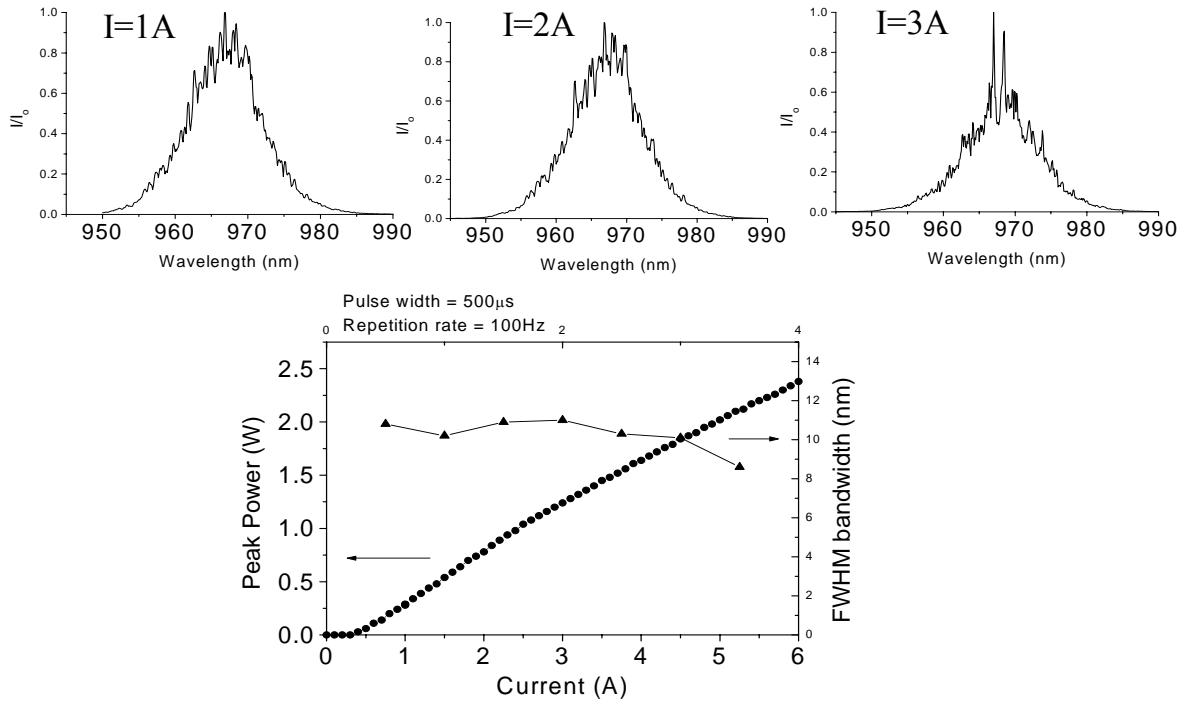 I=1A
I=2A
I=3A
1.0
0.8
0.6
0.4
0.2
0.0
I/I₀
950 960 970 980 990
Wavelength (nm)
1.0
0.8
0.6
0.4
0.2
0.0
I/I₀
950 960 970 980 990
Wavelength (nm)
1.0
0.8
0.6
0.4
0.2
0.0
I/I₀
950 960 970 980 990
Wavelength (nm)
Pulse width = 500μs
Repetition rate = 100Hz
0 2 4
2.5
2.0
1.5
1.0
0.5
0.0
Peak Power (W)
14
12
10
8
6
4
2
0
FWHM bandwidth (nm)
0 1 2 3 4 5 6
Current (A)